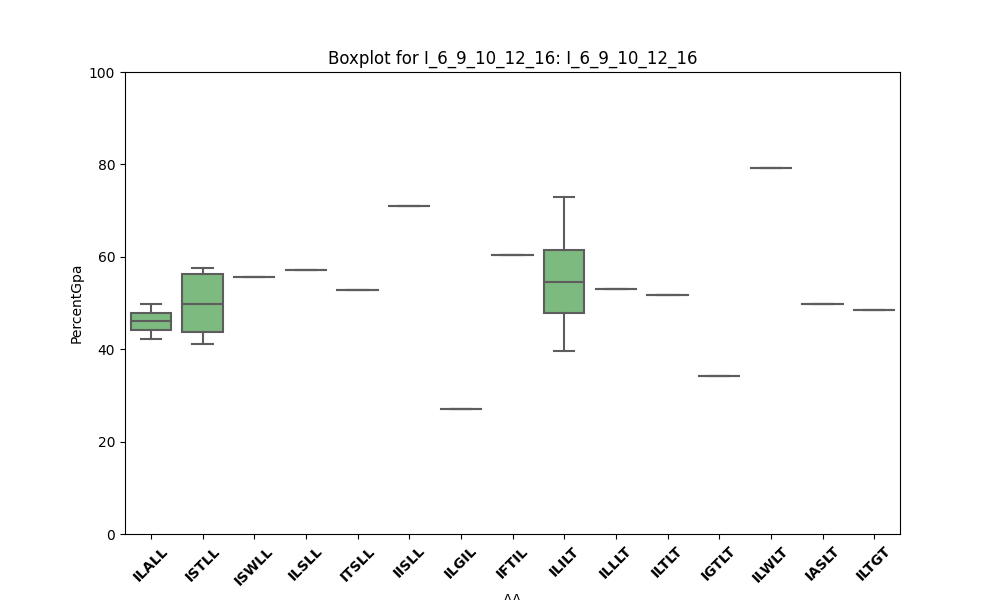 Boxplot for I_6_9_10_12_16: I_6_9_10_12_16
100
80
60
40
20
0
PercentGpa
ILALL
ISTLL
ISWLL
ILSLL
ITSLL
IISLL
ILGIL
IFTIL
ILILT
ILLLT
ILTLT
IGTLT
ILWLT
IASLT
ILTGT
AA